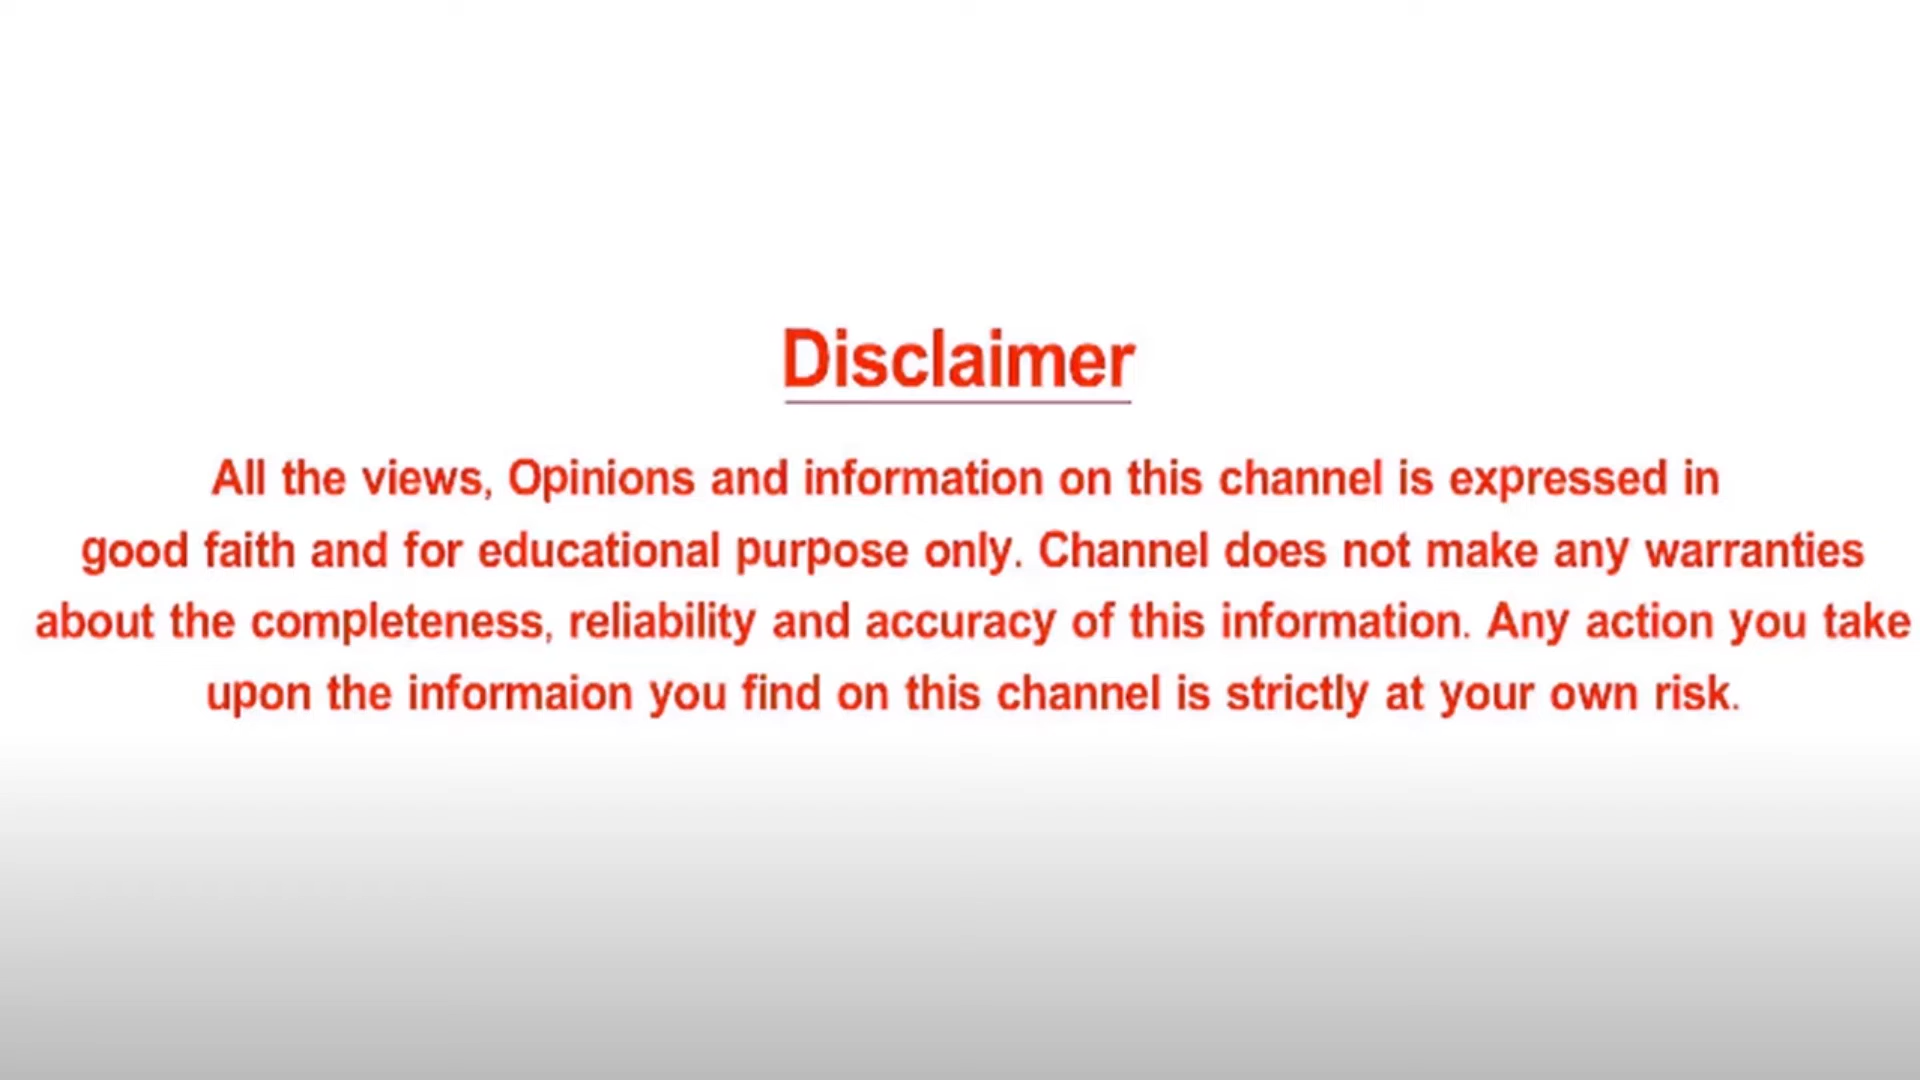 Disclaimer
All the views, Opinions and information on this channel is expressed in
good faith and for educational purpose only. Channel does not make any warranties
about the completeness, reliability and accuracy of this information. Any action you take
upon the informaion you find on this channel is strictly at your own risk.